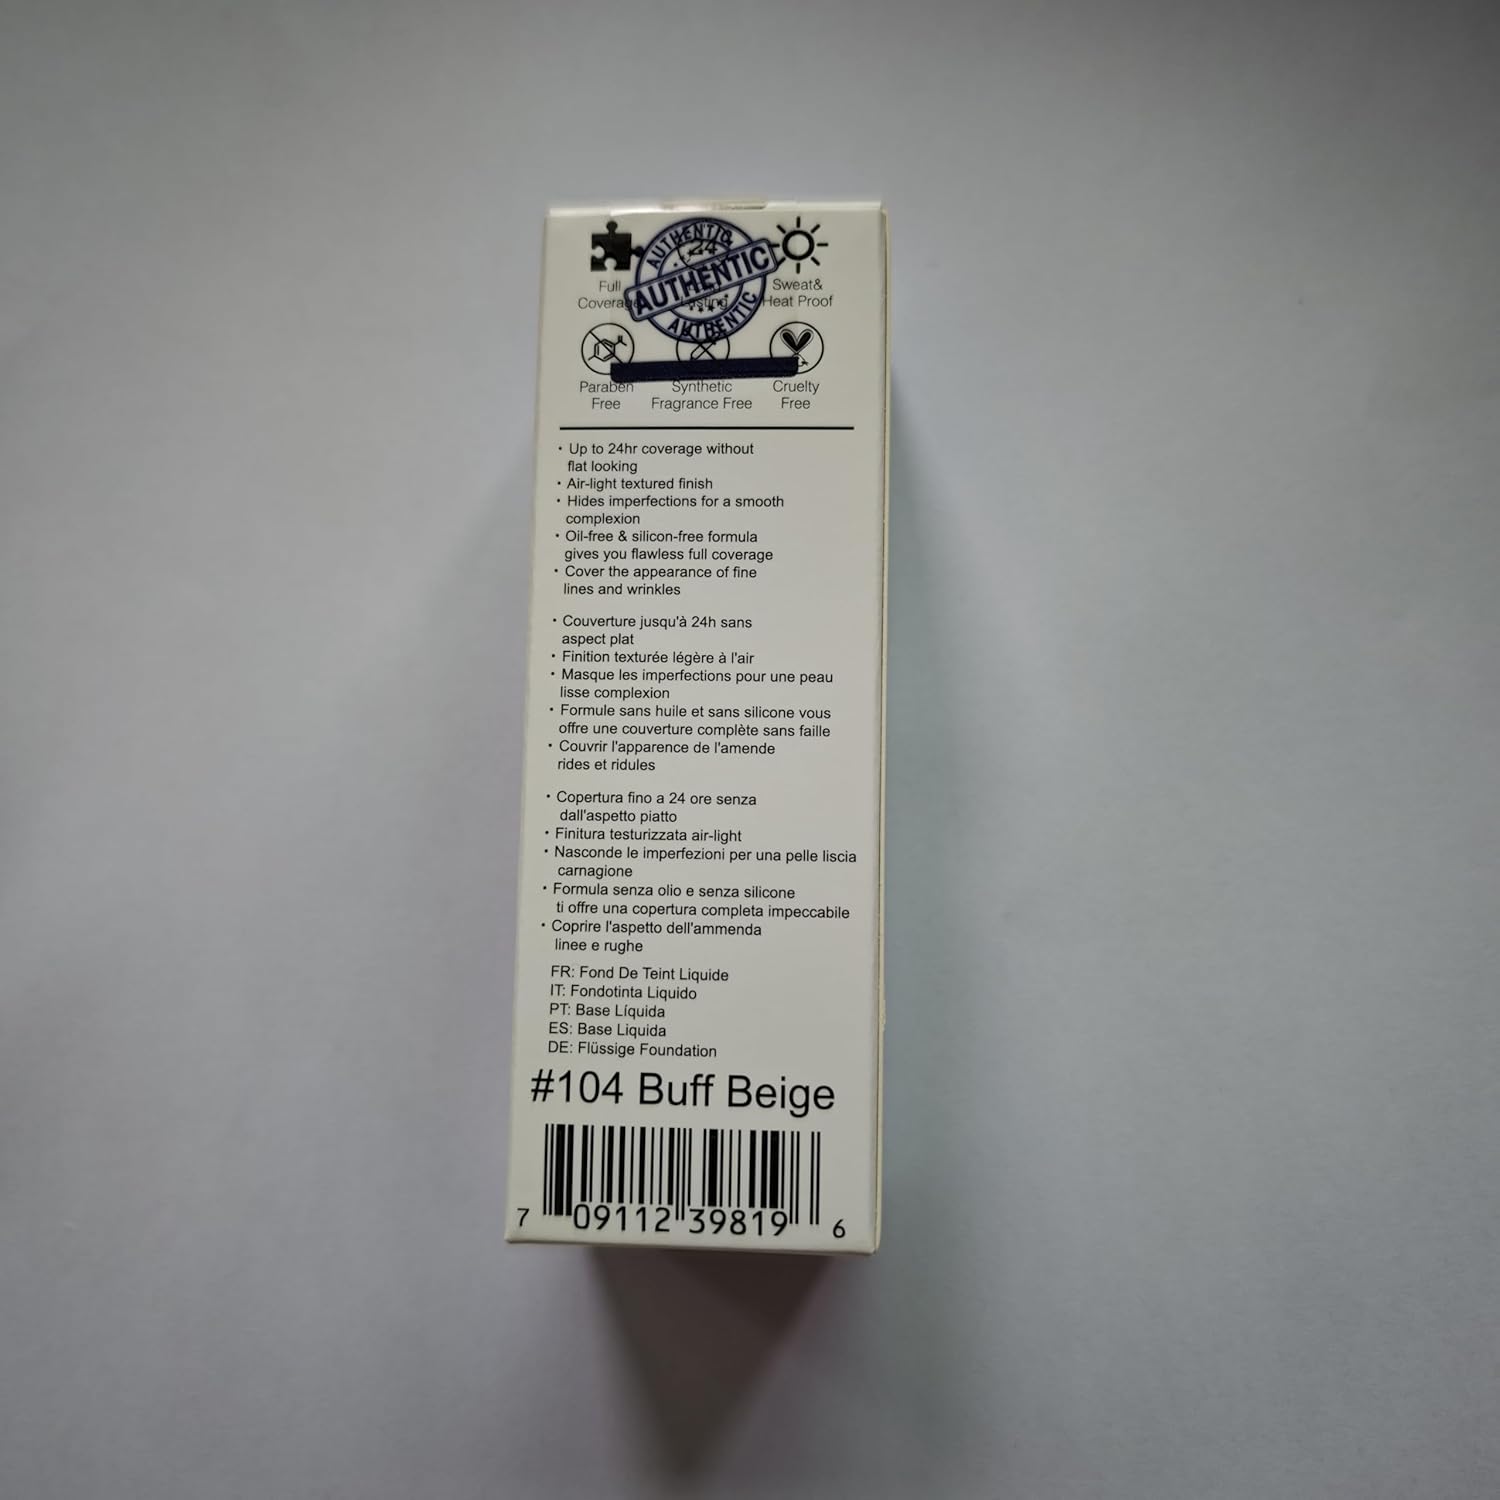 AUTHENTIC
24
AUTHENTIC
AUTHENTIC
Full
Coverage
Lasting
Sweat&
Heat Proof
Paraben
Free
Synthetic
Fragrance Free
Cruelty
Free
· Up to 24hr coverage without
flat looking
· Air-light textured finish
· Hides imperfections for a smooth
complexion
· Oil-free & silicon-free formula
gives you flawless full coverage
· Cover the appearance of fine
lines and wrinkles
· Couverture jusqu'à 24h sans
aspect plat
· Finition texturée légère à l'air
· Masque les imperfections pour une peau
lisse complexion
· Formule sans huile et sans silicone vous
offre une couverture complète sans faille
· Couvrir l'apparence de l'amende
rides et ridules
· Copertura fino a 24 ore senza
dall'aspetto piatto
· Finitura testurizzata air-light
· Nasconde le imperfezioni per una pelle liscia
carnagione
· Formula senza olio e senza silicone
ti offre una copertura completa impeccabile
· Coprire l'aspetto dell'ammenda
linee e rughe
FR: Fond De Teint Liquide
IT: Fondotinta Liquido
PT: Base Líquida
ES: Base Liquida
DE: Flüssige Foundation
#104 Buff Beige
7 09112 39819 6